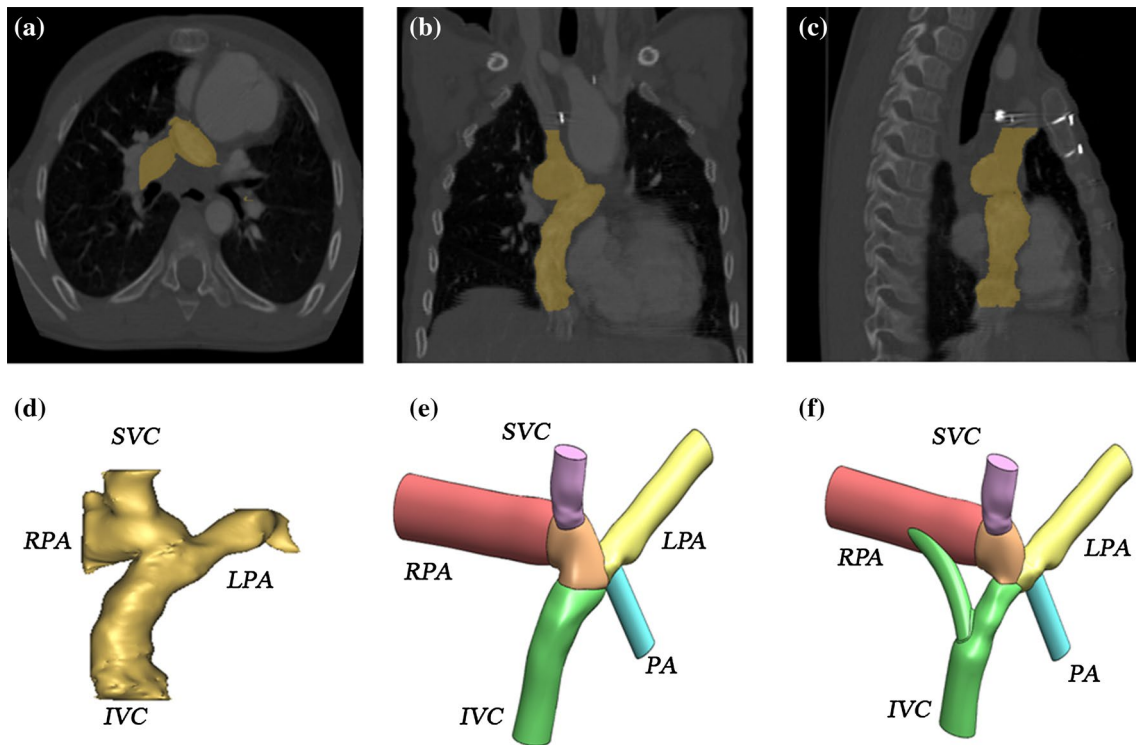 (a)
(b)
(c)
(d)
SVC
RPA
LPA
IVC
(e)
SVC
RPA
LPA
PA
IVC
(f)
SVC
RPA
LPA
PA
IVC